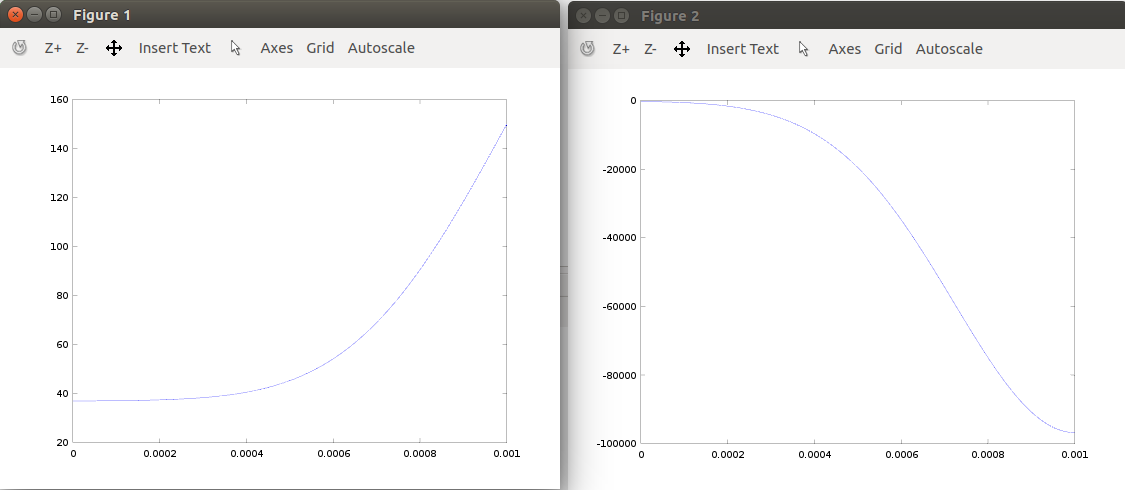 Figure 1
Z+ Z- Insert Text Axes Grid Autoscale
160
140
120
100
80
60
40
20
0 0.0002 0.0004 0.0006 0.0008 0.001
Figure 2
Z+ Z- Insert Text Axes Grid Autoscale
0
-20000
-40000
-60000
-80000
-100000
0 0.0002 0.0004 0.0006 0.0008 0.001